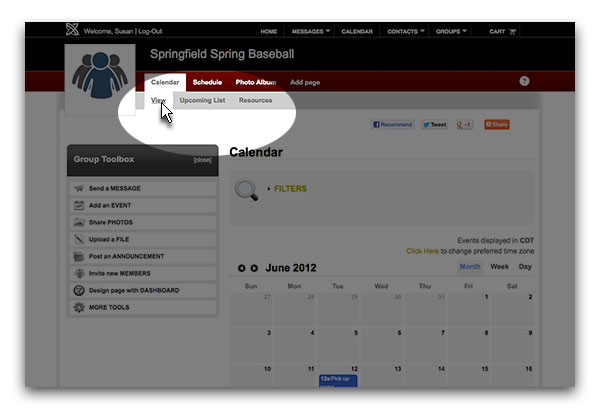 Welcome, Susan | Log-Out HOME MESSAGES CALENDAR CONTACTS GROUPS CART
Springfield Spring Baseball
Calendar Schedule Photo Album Add page ?
View Upcoming List Resources
Recommend Tweet +1 Share
Group Toolbox [close]
Send a MESSAGE
Add an EVENT
Share PHOTOS
Upload a FILE
Post an ANNOUNCEMENT
Invite new MEMBERS
Design page with DASHBOARD
MORE TOOLS
Calendar
FILTERS
Events displayed in CDT
Click Here to change preferred time zone
June 2012 Month Week Day
Sun Mon Tue Wed Thu Fri Sat
27 28 29 30 31 1 2
3 4 5 6 7 8 9
10 11 12 13 14 15 16
12a Pick up